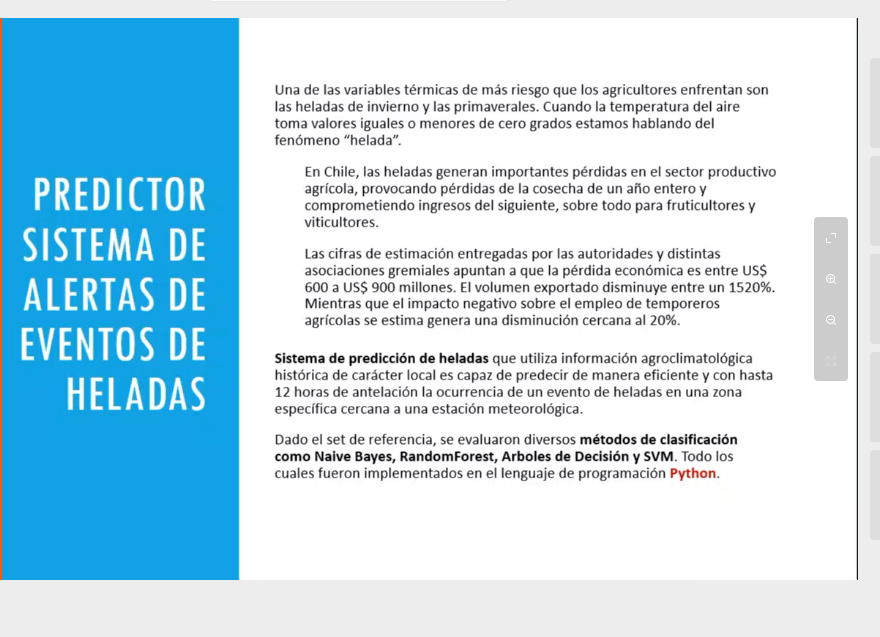 PREDICTOR
SISTEMA DE
ALERTAS DE
EVENTOS DE
HELADAS
Una de las variables térmicas de más riesgo que los agricultores enfrentan son
las heladas de invierno y las primaverales. Cuando la temperatura del aire
toma valores iguales o menores de cero grados estamos hablando del
fenómeno “helada”.
En Chile, las heladas generan importantes pérdidas en el sector productivo
agrícola, provocando pérdidas de la cosecha de un año entero y
comprometiendo ingresos del siguiente, sobre todo para fruticultores y
viticultores.
Las cifras de estimación entregadas por las autoridades y distintas
asociaciones gremiales apuntan a que la pérdida económica es entre US$
600 a US$ 900 millones. El volumen exportado disminuye entre un 1520%.
Mientras que el impacto negativo sobre el empleo de temporeros
agrícolas se estima genera una disminución cercana al 20%.
Sistema de predicción de heladas que utiliza información agroclimatológica
histórica de carácter local es capaz de predecir de manera eficiente y con hasta
12 horas de antelación la ocurrencia de un evento de heladas en una zona
específica cercana a una estación meteorológica.
Dado el set de referencia, se evaluaron diversos métodos de clasificación
como Naive Bayes, RandomForest, Arboles de Decisión y SVM. Todo los
cuales fueron implementados en el lenguaje de programación Python.